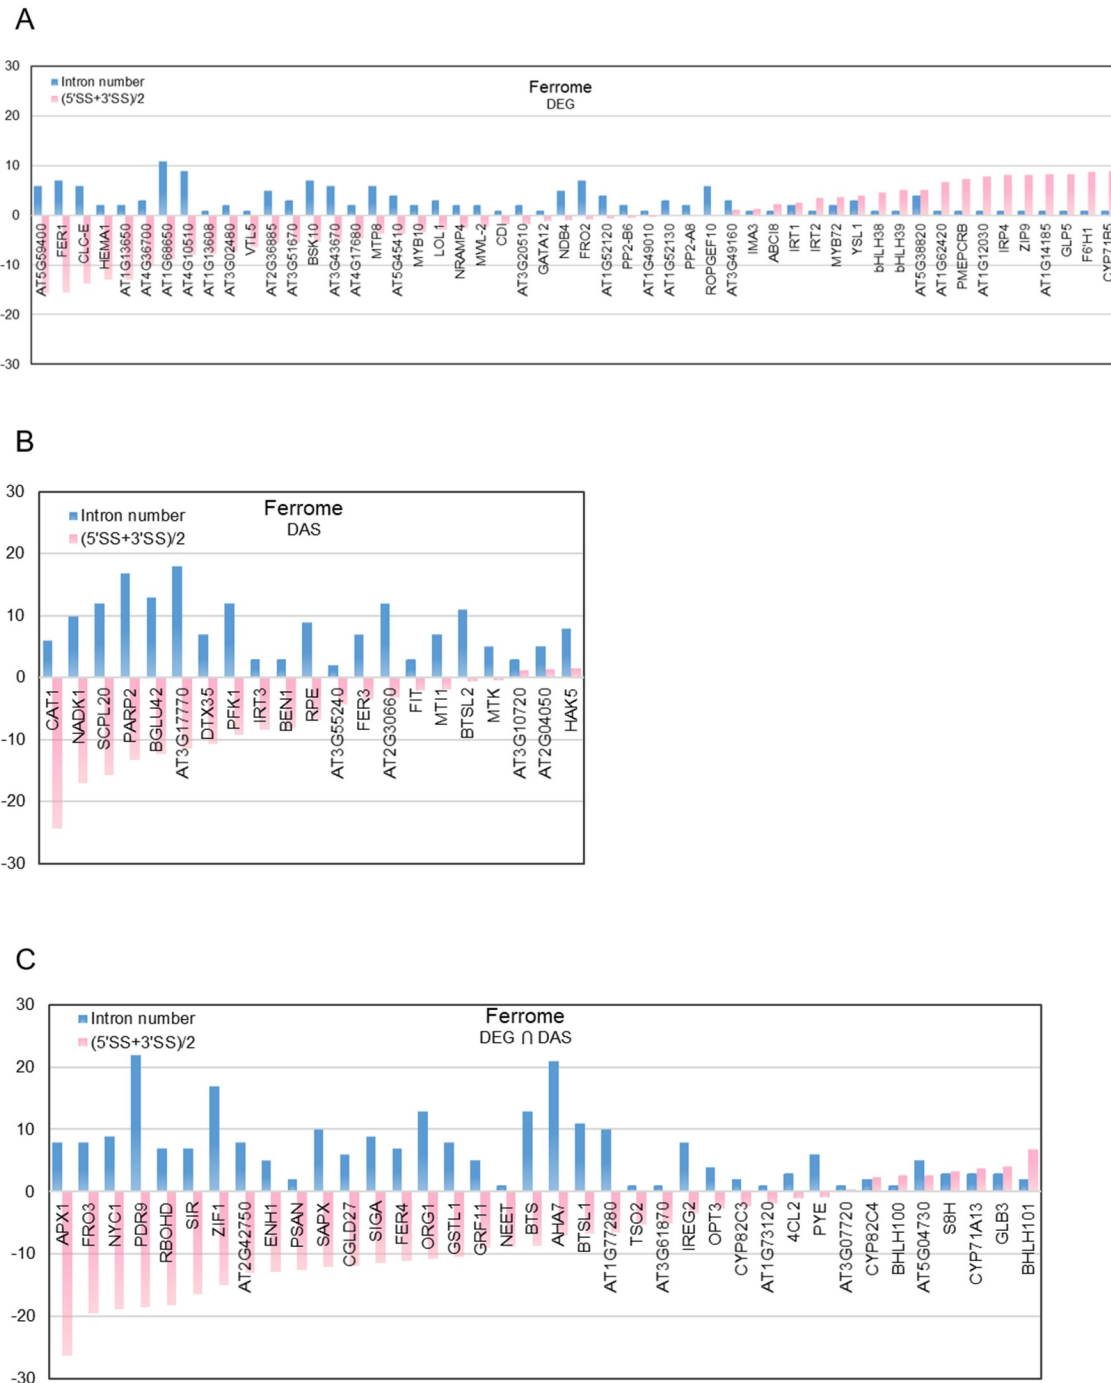 A
30
20
10
0
-10
-20
-30
Intron number
(5'SS+3'SS)/2
Ferrome
DEG
AT5G59400
FER1
CLC-E
HEMA1
AT1G13650
AT4G36700
AT1G68650
AT4G10510
AT1G13608
AT3G02480
VTL5
AT2G36885
AT3G51670
BSK10
AT3G43670
AT4G17680
MTP8
AT5G45410
MYB10
LOL1
NRAMP4
MWL-2
CDI
AT3G20510
GATA12
NDB4
FRO2
AT1G52120
PP2-B6
AT1G49010
AT1G52130
PP2-A8
ROPGEF10
AT3G49160
IMA3
ABCI8
IRT1
IRT2
MYB72
YSL1
bHLH38
bHLH39
AT5G38820
AT1G62420
PMEPCRB
AT1G12030
IRP4
ZIP9
AT1G14185
GLP5
F6'H1
CYP71B5
B
30
20
10
0
-10
-20
-30
Intron number
(5'SS+3'SS)/2
Ferrome
DAS
CAT1
NADK1
SCPL20
PARP2
BGLU42
AT3G17770
DTX35
PFK1
IRT3
BEN1
RPE
AT3G55240
FER3
AT2G30660
FIT
MTI1
BTSL2
MTK
AT3G10720
AT2G04050
HAK5
C
30
20
10
0
-10
-20
-30
Intron number
(5'SS+3'SS)/2
Ferrome
DEG ∩ DAS
APX1
FRO3
NYC1
PDR9
RBOHD
SIR
ZIF1
AT2G42750
ENH1
PSAN
SAPX
CGLD27
SIGA
FER4
ORG1
GSTL1
GRF11
NEET
BTS
AHA7
BTSL1
AT1G77280
TSO2
AT3G61870
IREG2
OPT3
CYP82C3
AT1G73120
4CL2
PYE
AT3G07720
CYP82C4
BHLH100
AT5G04730
S8H
CYP71A13
GLB3
BHLH101